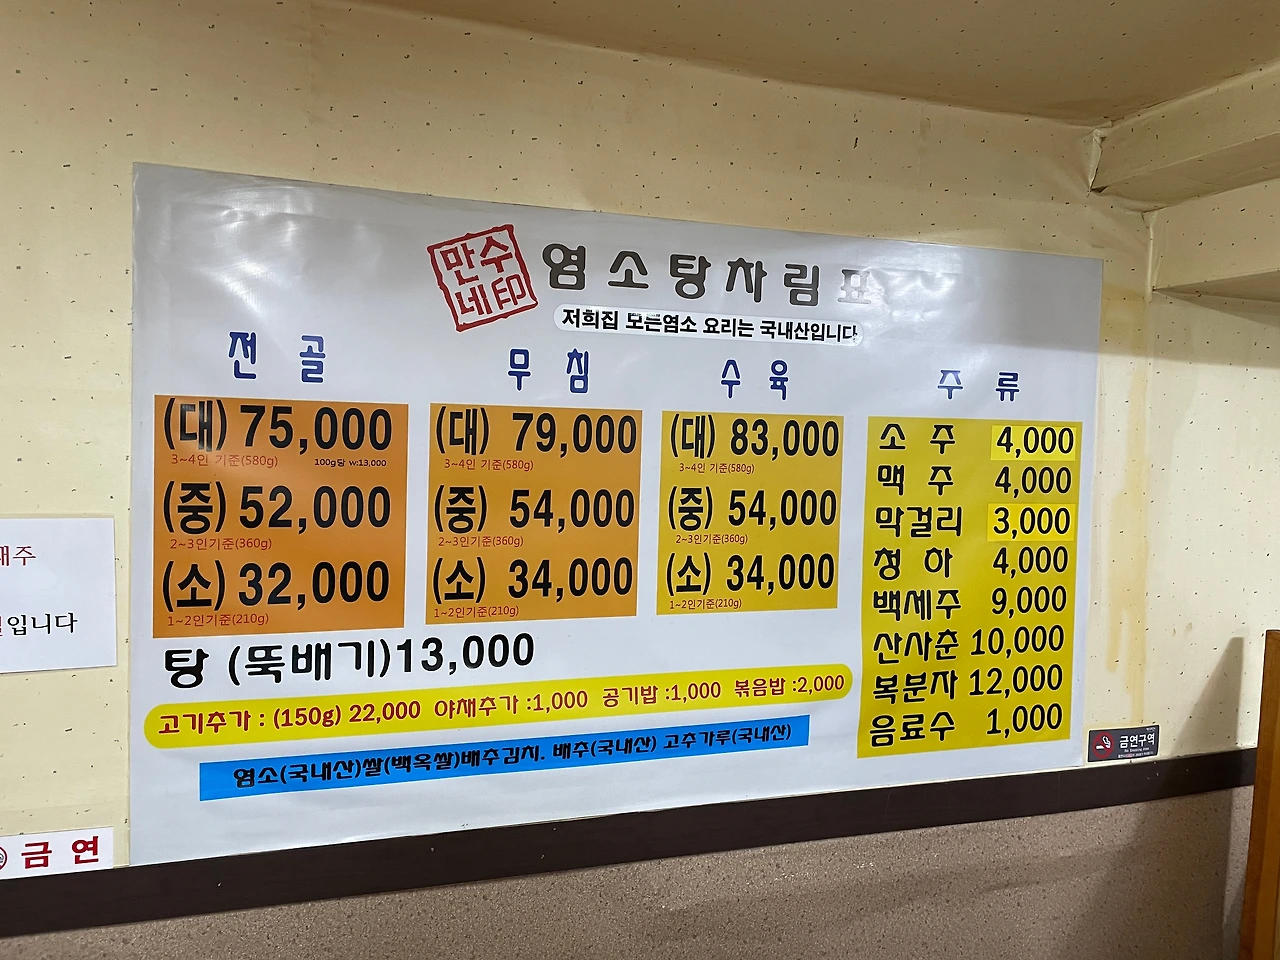 만수네印
염소탕차림표
저희집 모든염소 요리는 국내산입니다
전골
(대) 75,000
3~4인 기준(580g) 100g당 w:13,000
(중) 52,000
2~3인기준(360g)
(소) 32,000
1~2인기준(210g)
무침
(대) 79,000
3~4인 기준(580g)
(중) 54,000
2~3인기준(360g)
(소) 34,000
1~2인기준(210g)
수육
(대) 83,000
3~4인 기준(580g)
(중) 54,000
2~3인기준(360g)
(소) 34,000
1~2인기준(210g)
주류
소주 4,000
맥주 4,000
막걸리 3,000
청하 4,000
백세주 9,000
산사춘 10,000
복분자 12,000
음료수 1,000
탕 (뚝배기)13,000
고기추가 : (150g) 22,000 야채추가 :1,000 공기밥 :1,000 볶음밥 :2,000
염소(국내산)쌀(백옥쌀)배추김치. 배추(국내산) 고추가루(국내산)
입니다
금연
금연구역